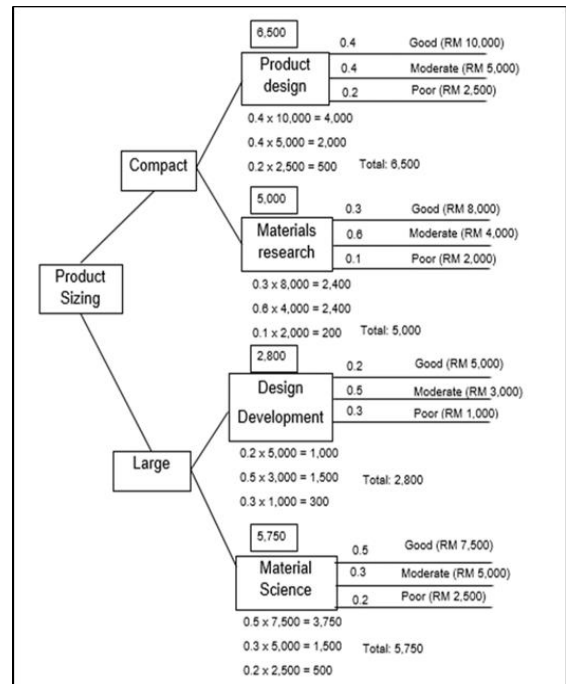 6,500
Product
design
0.4 Good (RM 10,000)
0.4 Moderate (RM 5,000)
0.2 Poor (RM 2,500)
0.4 x 10,000 = 4,000
0.4 x 5,000 = 2,000
0.2 x 2,500 = 500 Total: 6,500
Compact
5,000
Materials
research
0.3 Good (RM 8,000)
0.6 Moderate (RM 4,000)
0.1 Poor (RM 2,000)
0.3 x 8,000 = 2,400
0.6 x 4,000 = 2,400
0.1 x 2,000 = 200 Total: 5,000
Product
Sizing
2,800
Design
Development
0.2 Good (RM 5,000)
0.5 Moderate (RM 3,000)
0.3 Poor (RM 1,000)
0.2 x 5,000 = 1,000
0.5 x 3,000 = 1,500
Total: 2,800
0.3 x 1,000 = 300
Large
5,750
Material
Science
0.5 Good (RM 7,500)
0.3 Moderate (RM 5,000)
0.2 Poor (RM 2,500)
0.5 x 7,500 = 3,750
0.3 x 5,000 = 1,500 Total: 5,750
0.2 x 2,500 = 500